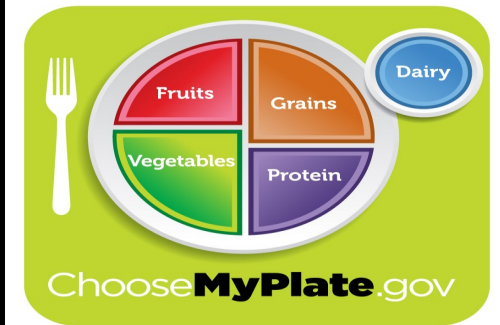 Dairy
Fruits
Grains
Vegetables
Protein
ChooseMyPlate.gov